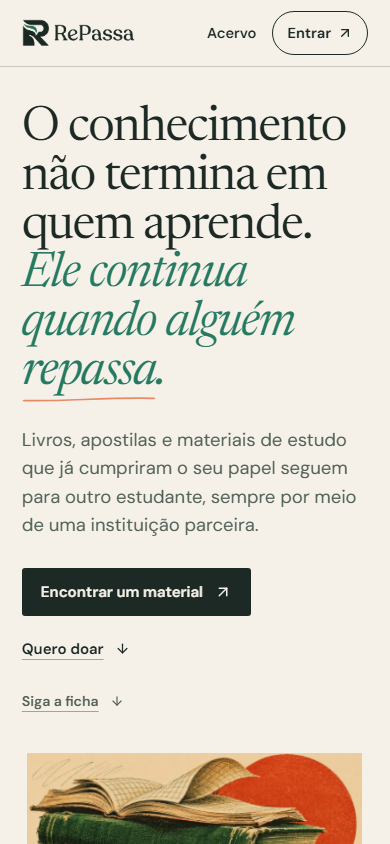 RePassa
Acervo
Entrar ↗
O conhecimento
não termina em
quem aprende.
Ele continua
quando alguém
repassa.
Livros, apostilas e materiais de estudo
que já cumpriram o seu papel seguem
para outro estudante, sempre por meio
de uma instituição parceira.
Encontrar um material ↗
Quero doar ↓
Siga a ficha ↓